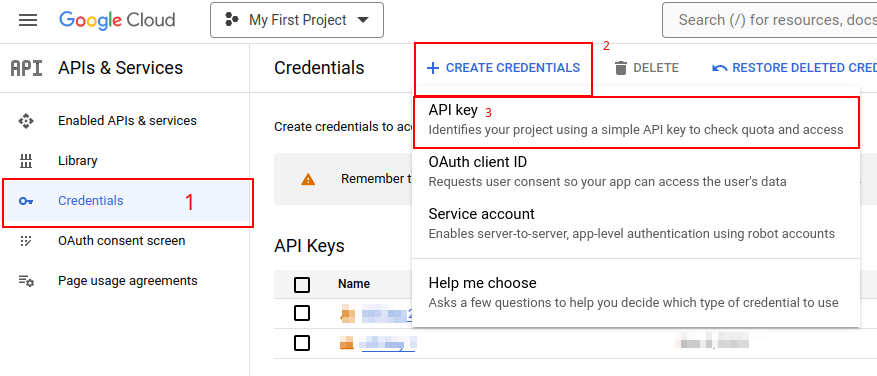 Google Cloud
My First Project
Search (/) for resources, docs
API
APIs & Services
Credentials
2
CREATE CREDENTIALS
DELETE
RESTORE DELETED CRED
Enabled APIs & services
Library
Credentials
1
OAuth consent screen
Page usage agreements
Create credentials to acc
Remember t
API key
3
Identifies your project using a simple API key to check quota and access
OAuth client ID
Requests user consent so your app can access the user's data
Service account
Enables server-to-server, app-level authentication using robot accounts
Help me choose
Asks a few questions to help you decide which type of credential to use
API Keys
Name